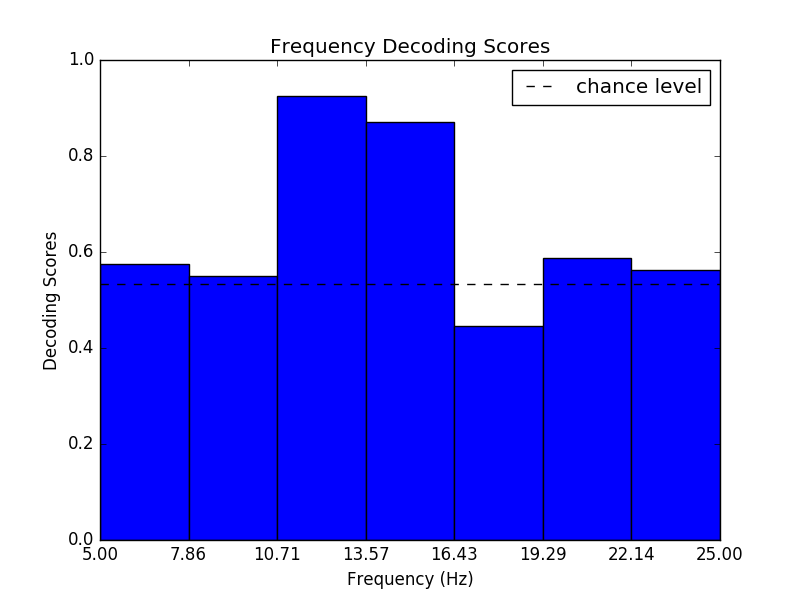 Frequency Decoding Scores
chance level
1.0
0.8
0.6
0.4
0.2
0.0
Decoding Scores
5.00 7.86 10.71 13.57 16.43 19.29 22.14 25.00
Frequency (Hz)